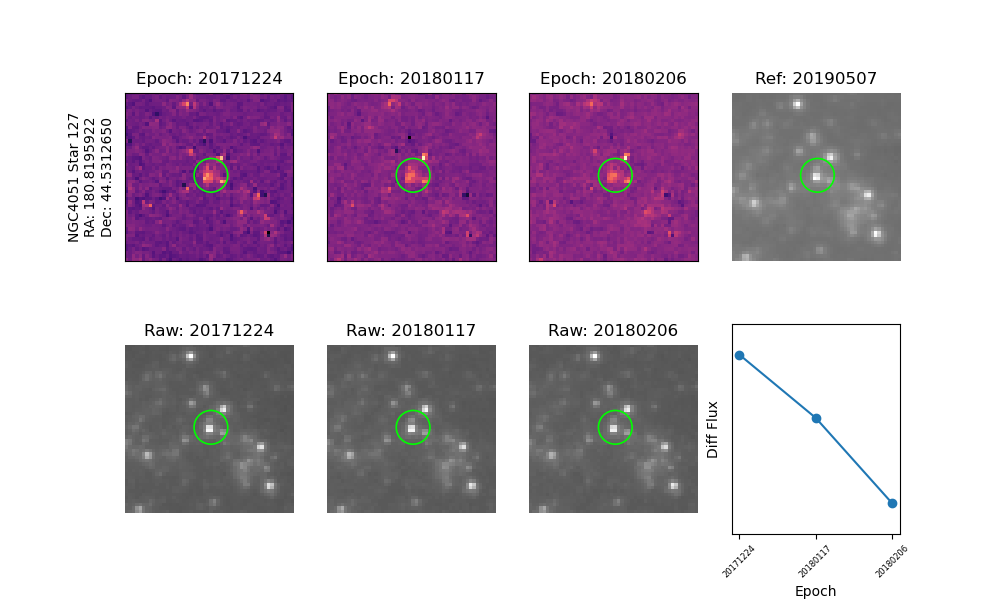 NGC4051 Star 127
RA: 180.8195922
Dec: 44.5312650
Epoch: 20171224
Epoch: 20180117
Epoch: 20180206
Ref: 20190507
Raw: 20171224
Raw: 20180117
Raw: 20180206
Diff Flux
20171224
20180117
20180206
Epoch